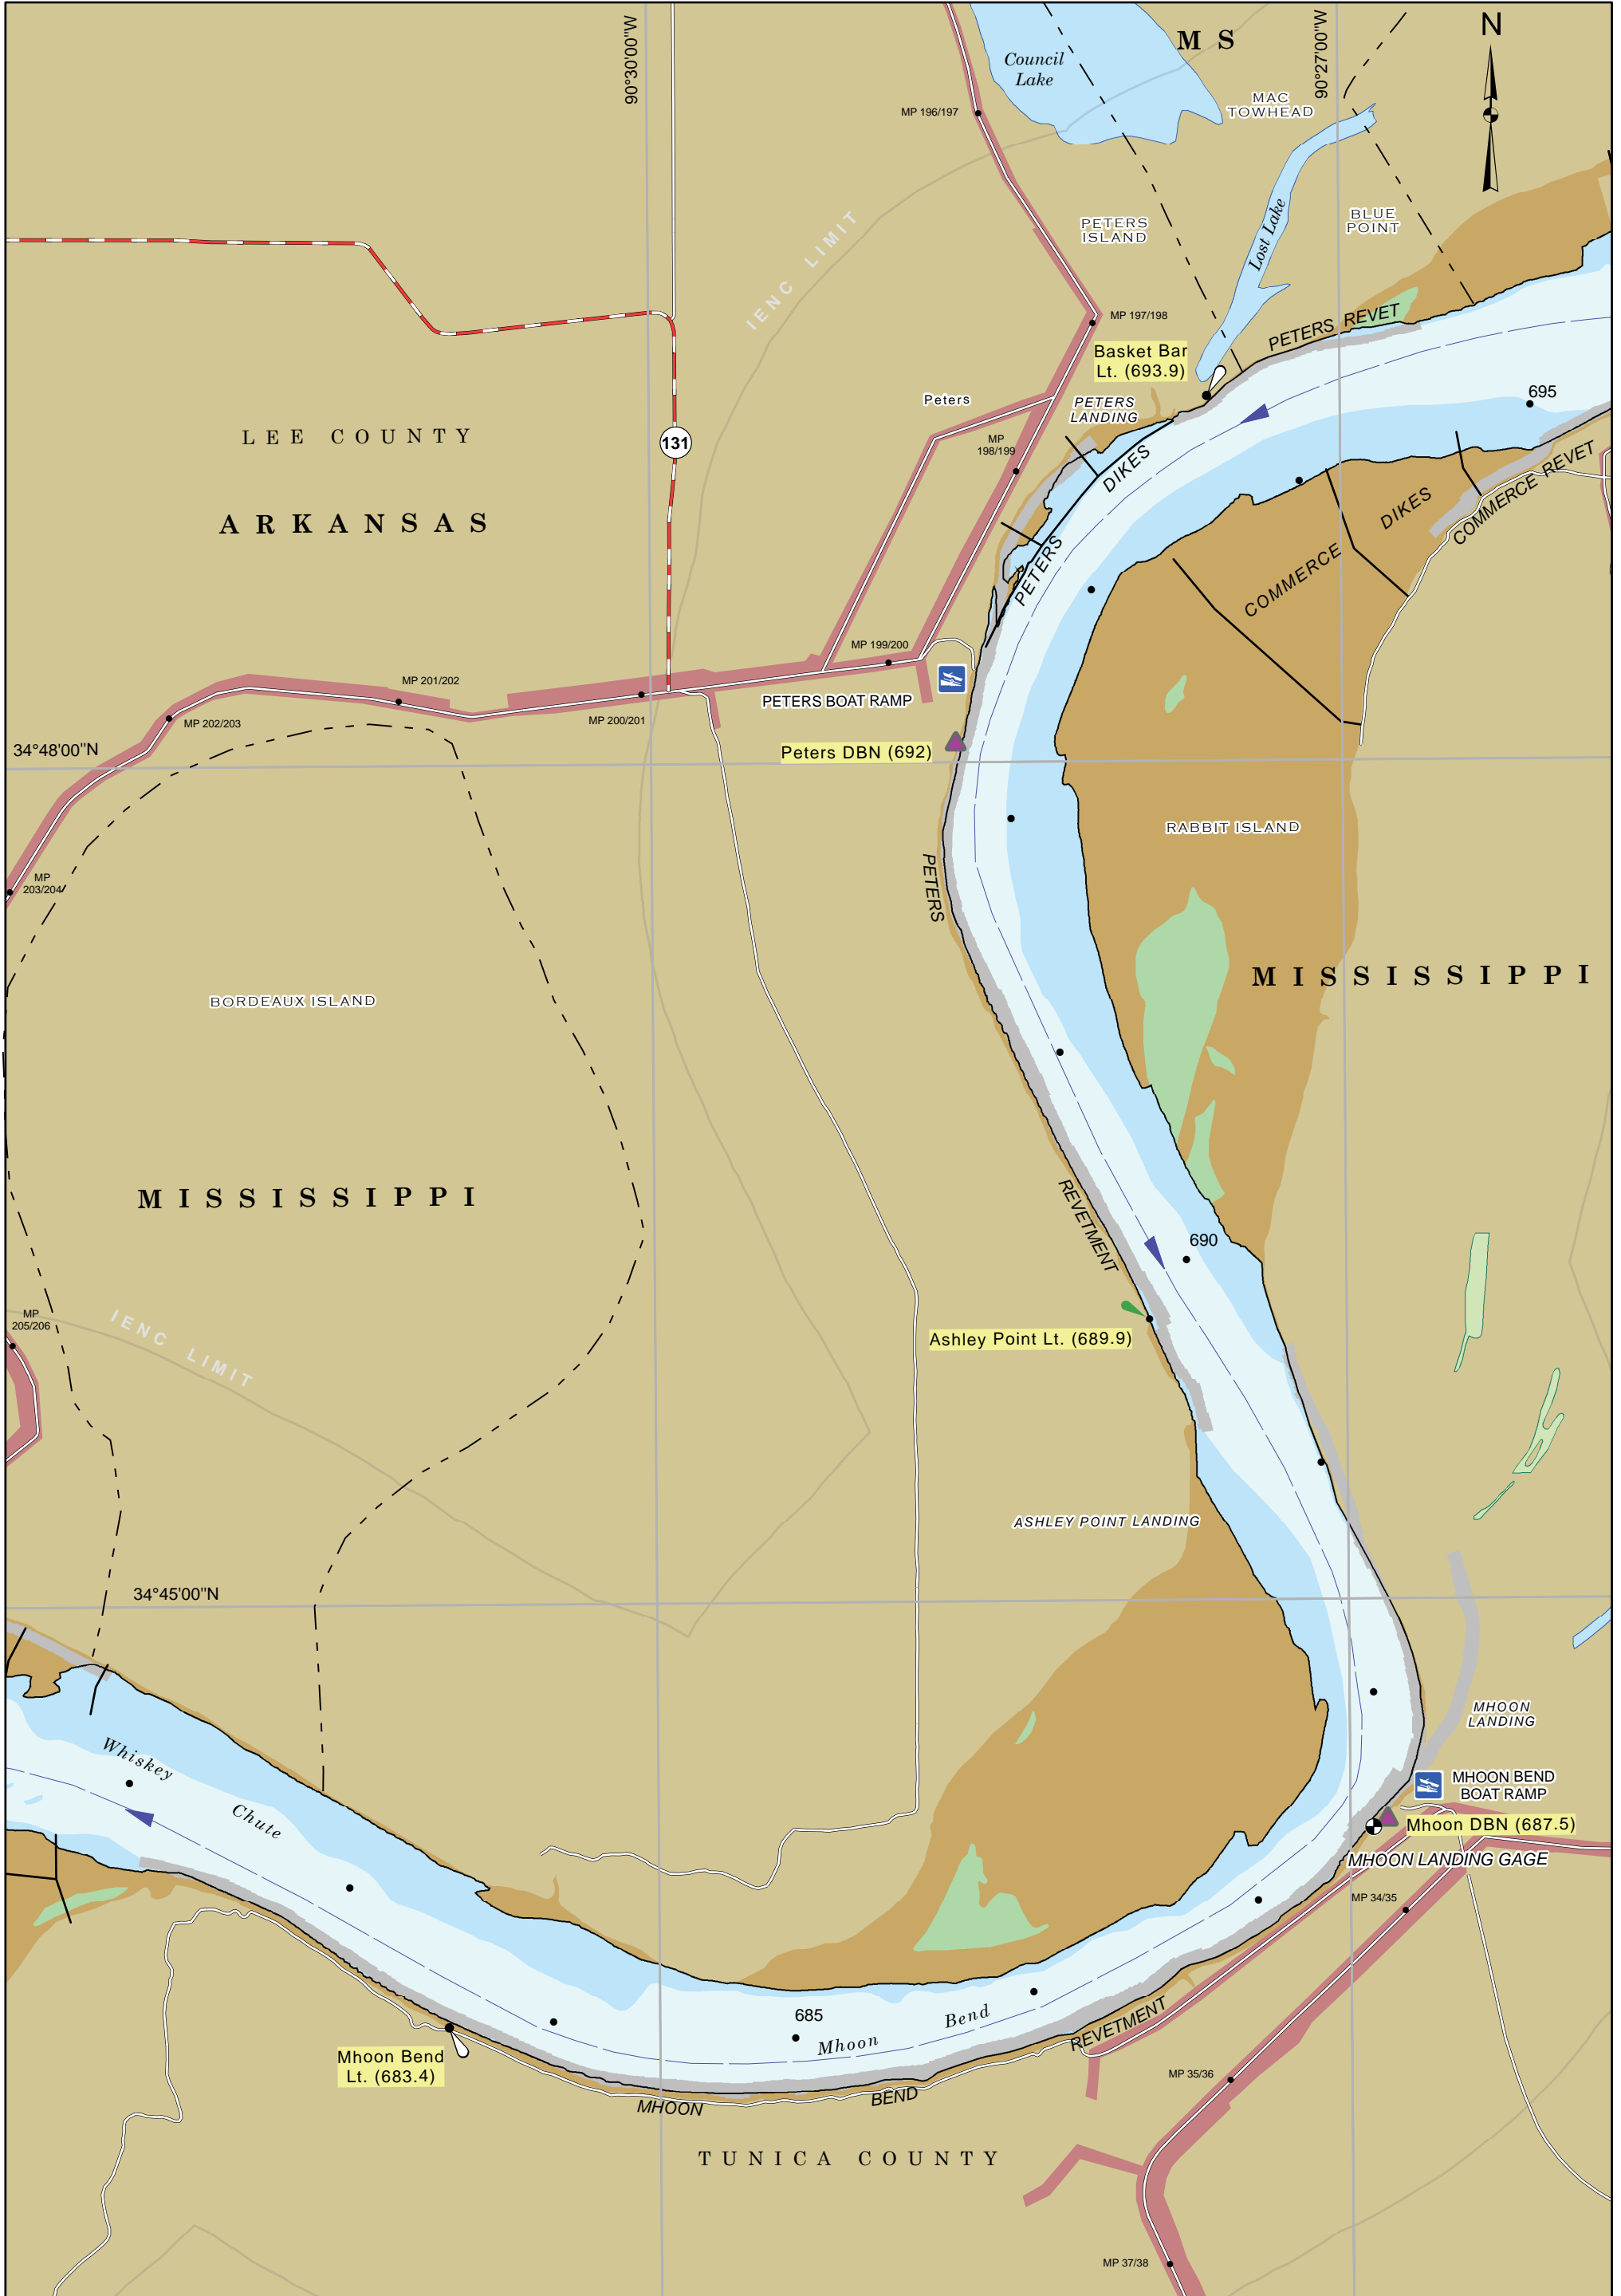 90°30'00"W
Council
Lake
M S
90°27'00"W
N
MP 196/197
MAC
TOWHEAD
IENC LIMIT
PETERS
ISLAND
Lost Lake
BLUE
POINT
MP 197/198
PETERS REVET
Basket Bar
Lt. (693.9)
695
Peters
PETERS
LANDING
LEE COUNTY
131
MP
198/199
DIKES
COMMERCE REVET
DIKES
ARKANSAS
PETERS
COMMERCE
MP 199/200
MP 201/202
PETERS BOAT RAMP
MP 202/203
MP 200/201
34°48'00"N
Peters DBN (692)
RABBIT ISLAND
MP
203/204
PETERS
MISSISSIPPI
BORDEAUX ISLAND
MISSISSIPPI
REVETMENT
690
MP
205/206
IENC LIMIT
Ashley Point Lt. (689.9)
ASHLEY POINT LANDING
34°45'00"N
MHOON
LANDING
Whiskey
Chute
MHOON BEND
BOAT RAMP
Mhoon DBN (687.5)
MHOON LANDING GAGE
MP 34/35
685
Mhoon
Bend
REVETMENT
Mhoon Bend
Lt. (683.4)
MP 35/36
MHOON
BEND
TUNICA COUNTY
MP 37/38